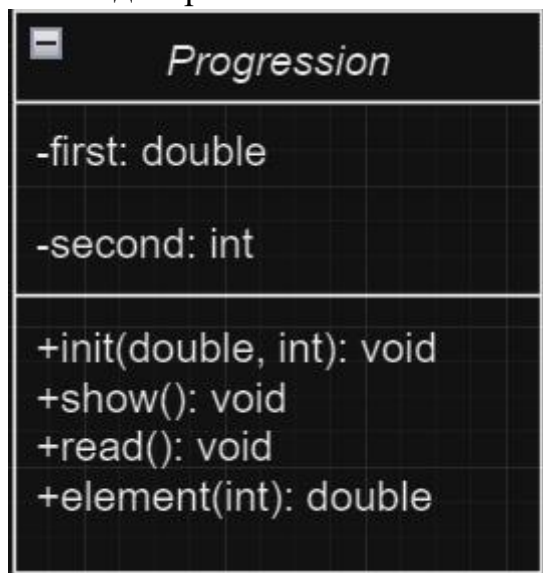 Progression
-first: double
-second: int
+init(double, int): void
+show(): void
+read(): void
+element(int): double